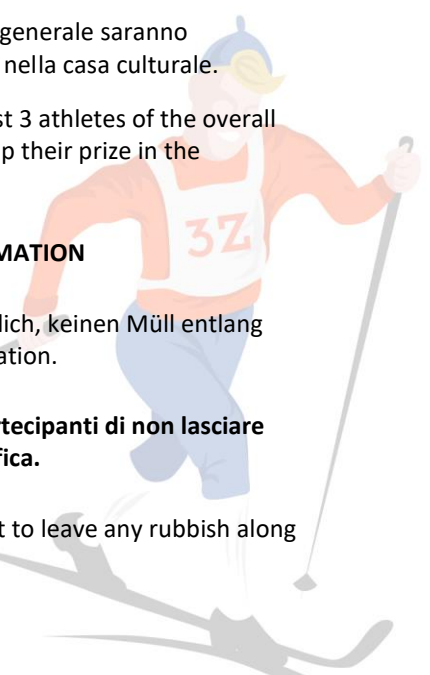 generale saranno
nella casa culturale.
st 3 athletes of the overall
p their prize in the
3Z
MATION
lich, keinen Müll entlang
ation.
rtecipanti di non lasciare
fica.
t to leave any rubbish along